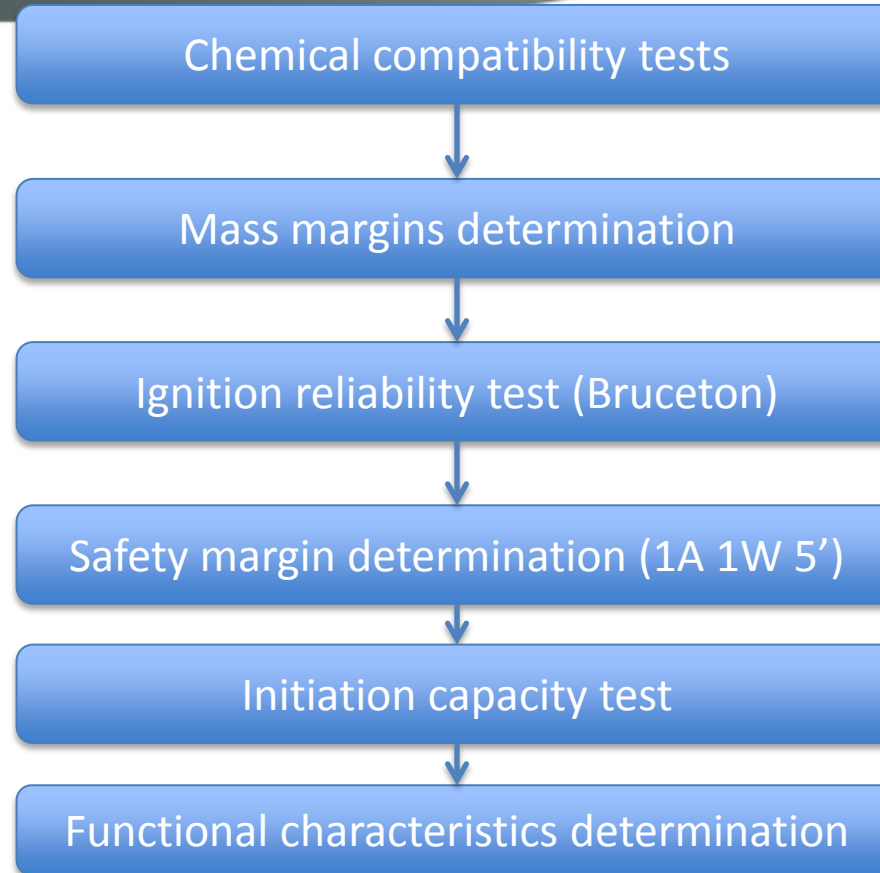 Chemical compatibility tests
Mass margins determination
Ignition reliability test (Bruceton)
Safety margin determination (1A 1W 5’)
Initiation capacity test
Functional characteristics determination